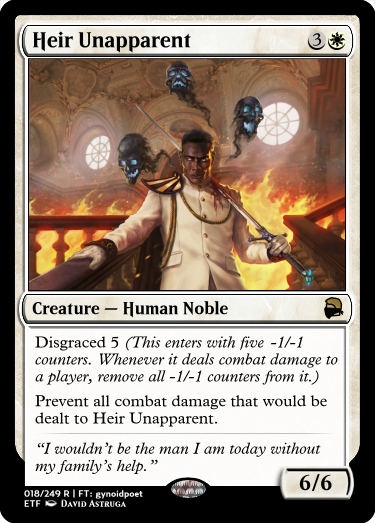 Heir Unapparent 3
Creature — Human Noble
Disgraced 5 (This enters with five -1/-1
counters. Whenever it deals combat damage to
a player, remove all -1/-1 counters from it.)
Prevent all combat damage that would be
dealt to Heir Unapparent.
“I wouldn’t be the man I am today without
my family’s help.”
6/6
018/249 R | FT: gynoidpoet
ETF David Astruga